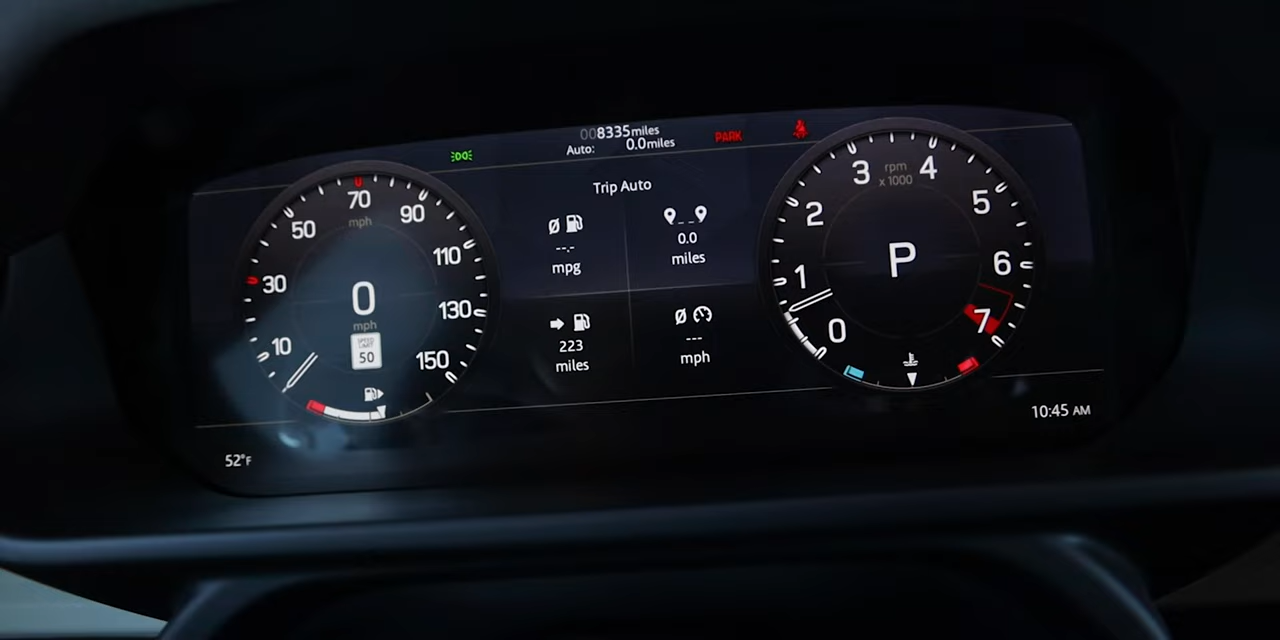 008335miles
Auto: 0.0miles
PARK
Trip Auto
--.-
mpg
0.0
miles
223
miles
---
mph
10
30
50
70
90
110
130
150
mph
0
mph
SPEED
LIMIT
50
0
1
2
3
4
5
6
7
rpm
x 1000
P
52°F
10:45 AM